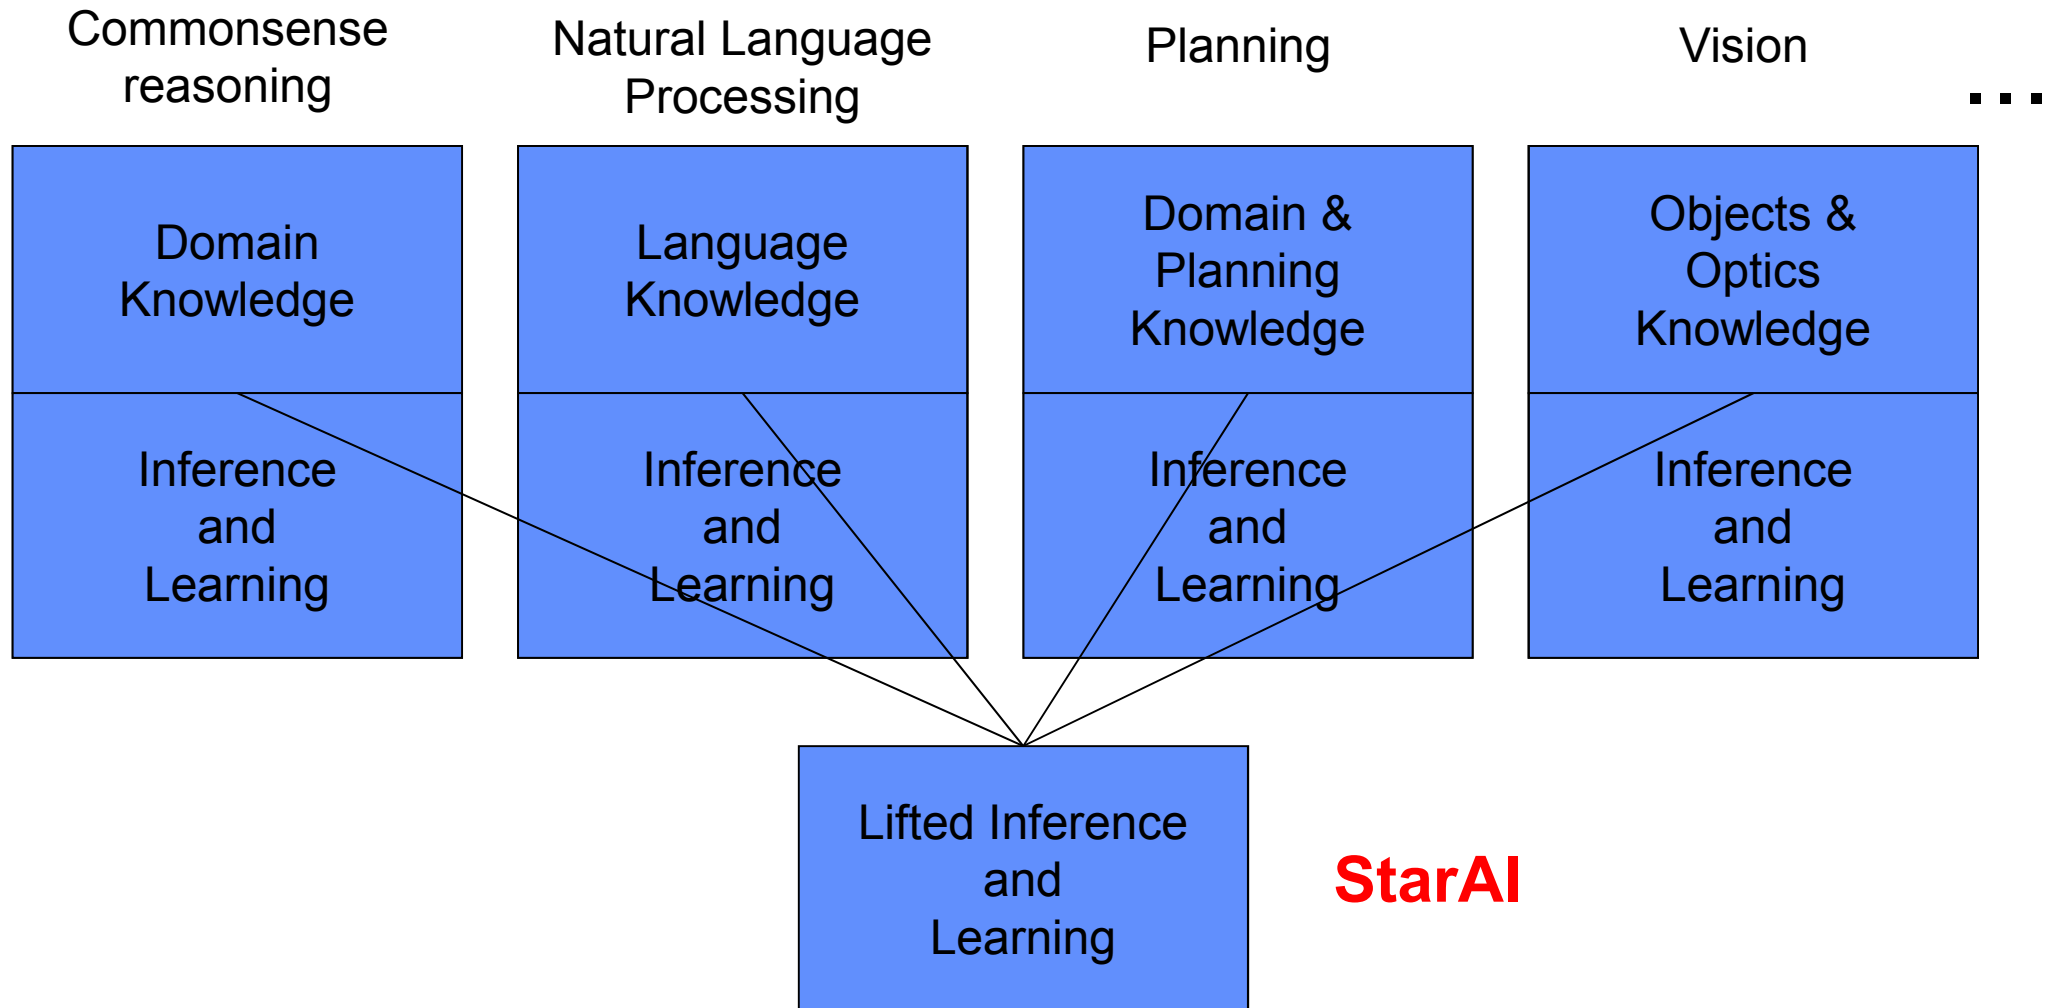 Commonsense
reasoning
Natural Language
Processing
Planning
Vision
...
Domain
Knowledge
Language
Knowledge
Domain &
Planning
Knowledge
Objects &
Optics
Knowledge
Inference
and
Learning
Inference
and
Learning
Inference
and
Learning
Inference
and
Learning
Lifted Inference
and
Learning
StarAI